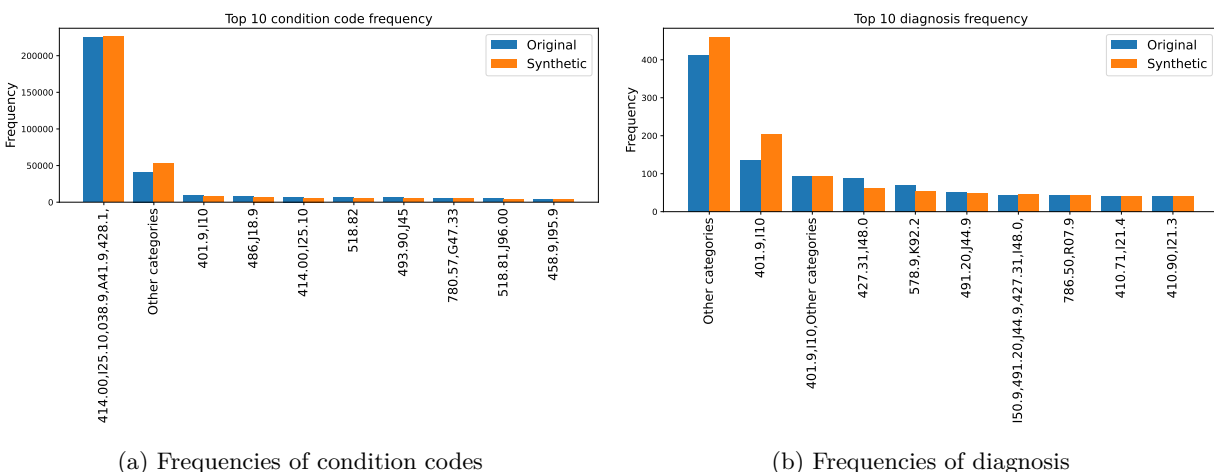 Top 10 condition code frequency
Frequency
200000
150000
100000
50000
0
Original
Synthetic
414.00,I25.10,038.9,A41.9,428.1,
Other categories
401.9,I10
486,J18.9
414.00,I25.10
518.82
493.90,J45
780.57,G47.33
518.81,J96.00
458.9,I95.9
(a) Frequencies of condition codes
Top 10 diagnosis frequency
Frequency
400
300
200
100
0
Original
Synthetic
Other categories
401.9,I10
401.9,I10,Other categories
427.31,I48.0
578.9,K92.2
491.20,J44.9
I50.9,491.20,J44.9,427.31,I48.0,
786.50,R07.9
410.71,I21.4
410.90,I21.3
(b) Frequencies of diagnosis